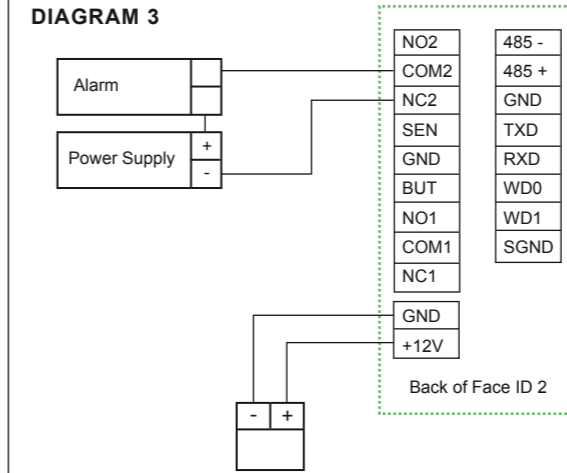 DIAGRAM 3
Alarm
Power Supply
+
-
NO2
COM2
NC2
SEN
GND
BUT
NO1
COM1
NC1
GND
+12V
485 -
485 +
GND
TXD
RXD
WD0
WD1
SGND
Back of Face ID 2
- +